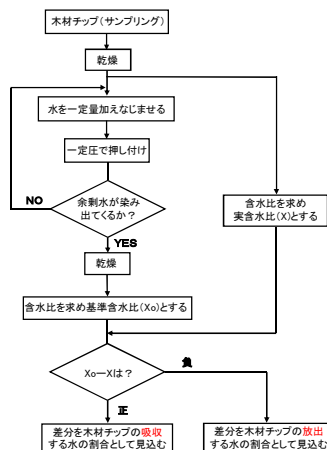 木材チップ(サンプリング)
乾燥
水を一定量加えなじませる
一定圧で押し付け
余剰水が染み
出てくるか？
NO
YES
含水比を求め
実含水比(X)とする
乾燥
含水比を求め基準含水比(Xo)とする
Xo－Xは？
負
正
差分を木材チップの吸収
する水の割合として見込む
差分を木材チップの放出
する水の割合として見込む